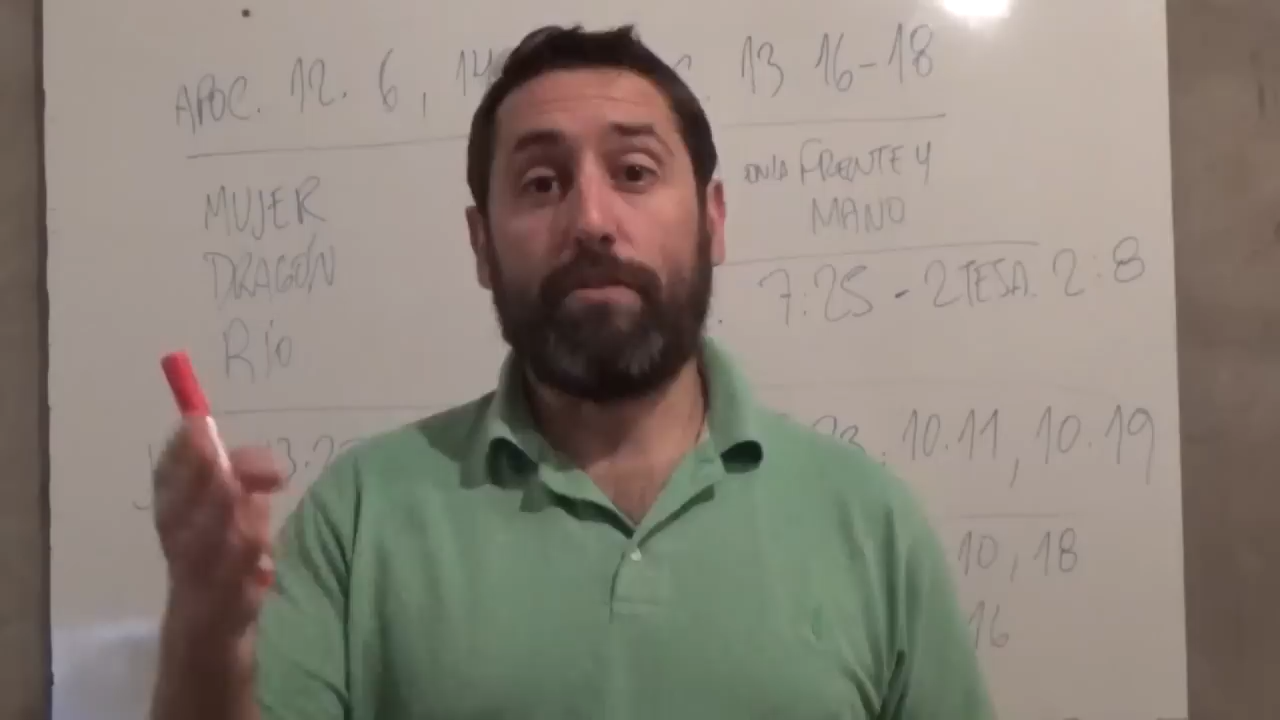 APOC. 12. 6, 14 13 16-18
MUJER EN LA FRENTE Y
DRAGÓN MANO
RÍO 7:25 - 2 TESA. 2:8
10.11, 10.19
10, 18
16